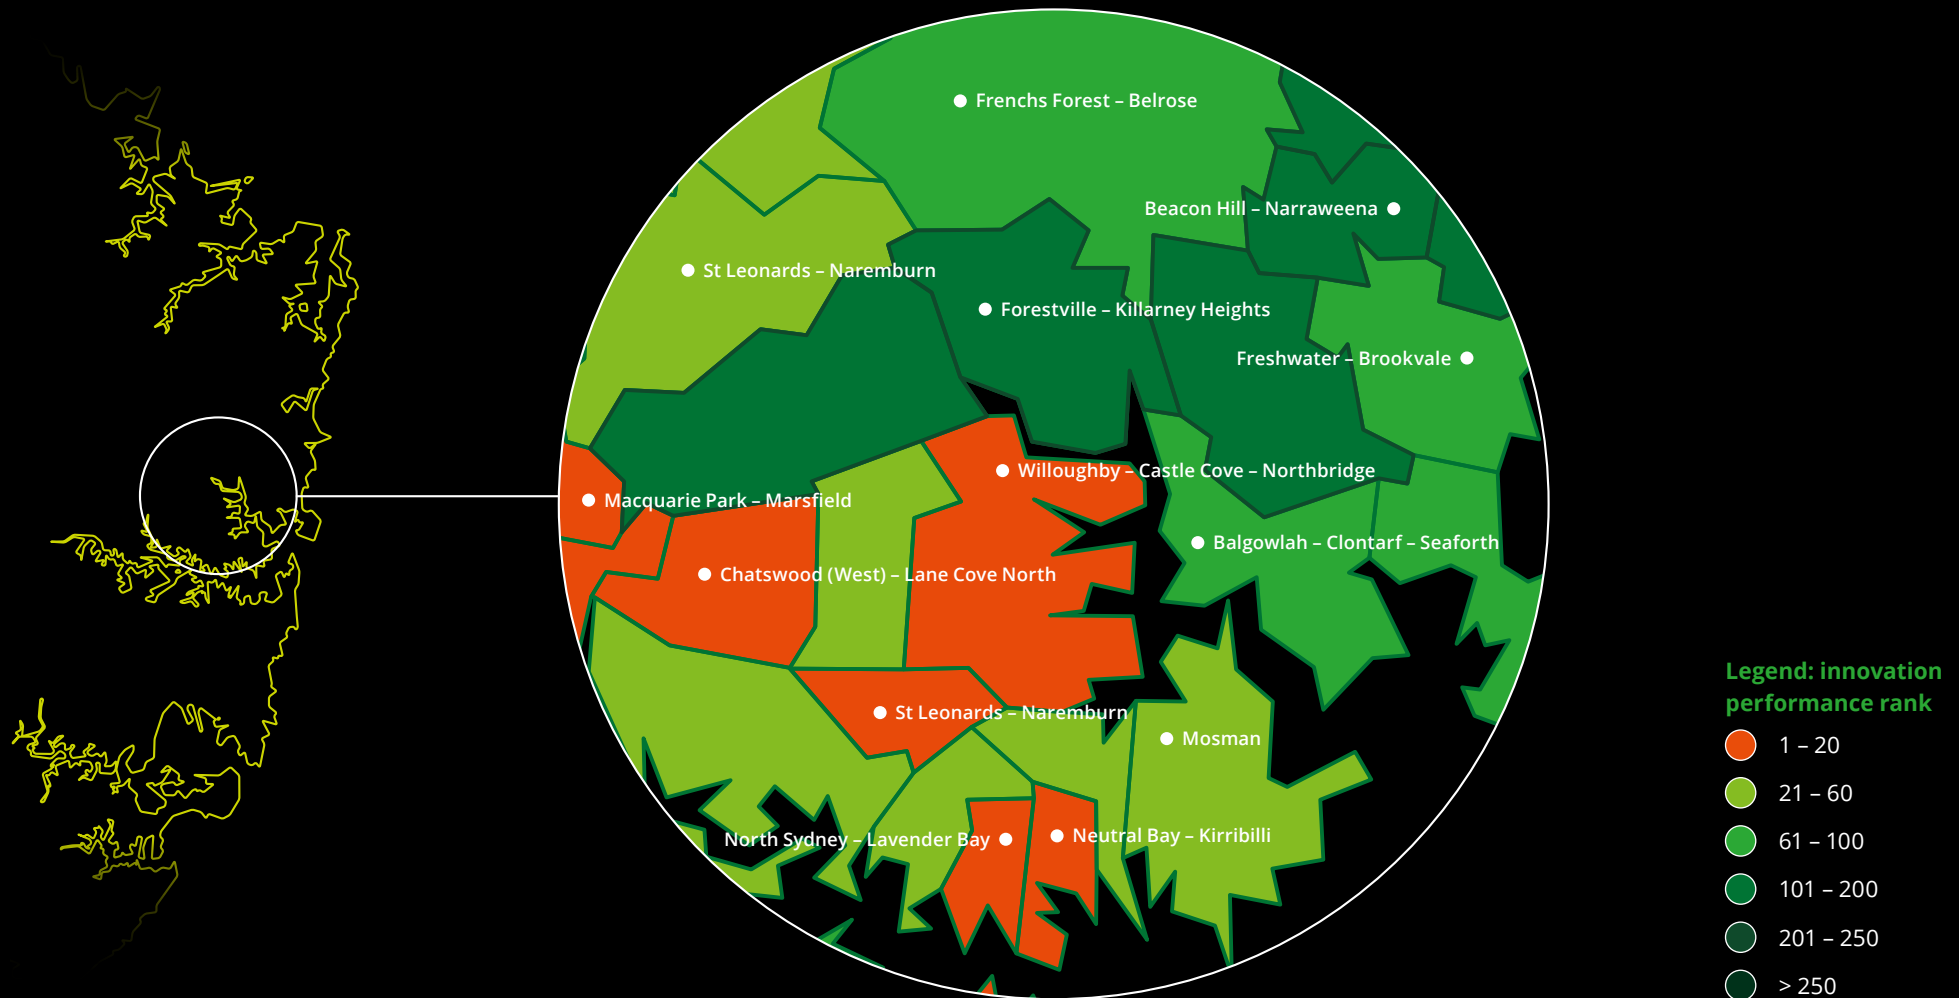 Frenchs Forest – Belrose
Beacon Hill – Narraweena
St Leonards – Naremburn
Forestville – Killarney Heights
Freshwater – Brookvale
Willoughby – Castle Cove – Northbridge
Macquarie Park – Marsfield
Balgowlah – Clontarf – Seaforth
Chatswood (West) – Lane Cove North
St Leonards – Naremburn
Mosman
North Sydney – Lavender Bay
Neutral Bay – Kirribilli
Legend: innovation
performance rank
1 – 20
21 – 60
61 – 100
101 – 200
201 – 250
> 250